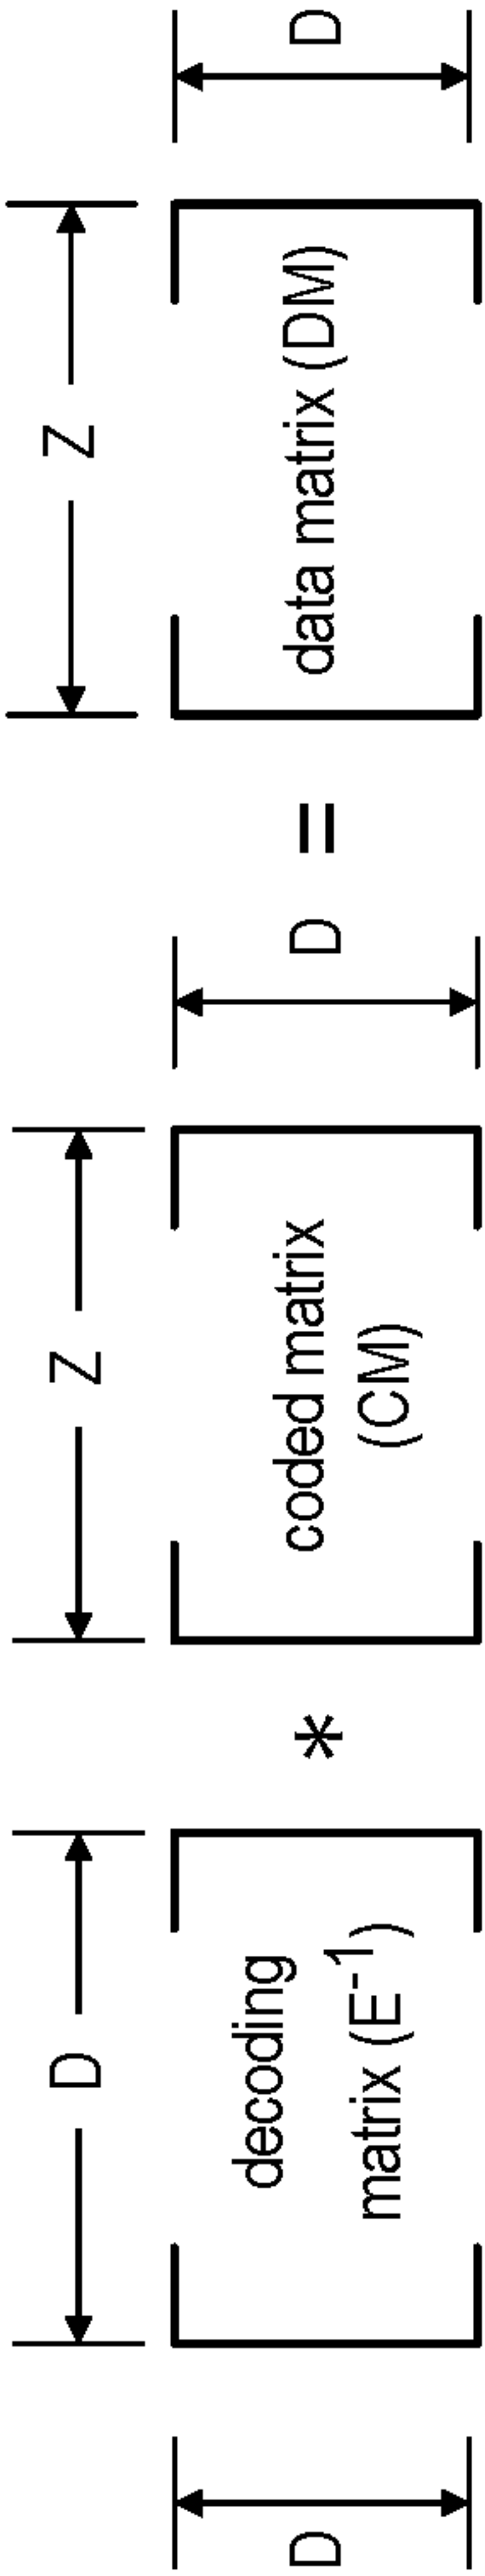 D
D
decoding
matrix (E⁻¹)
*
Z
coded matrix
(CM)
D
=
Z
data matrix (DM)
D